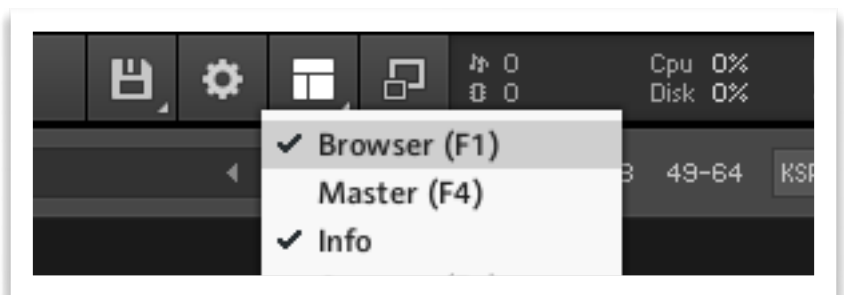 0 Cpu 0%
0 Disk 0%
✓ Browser (F1)
49-64
Master (F4)
✓ Info